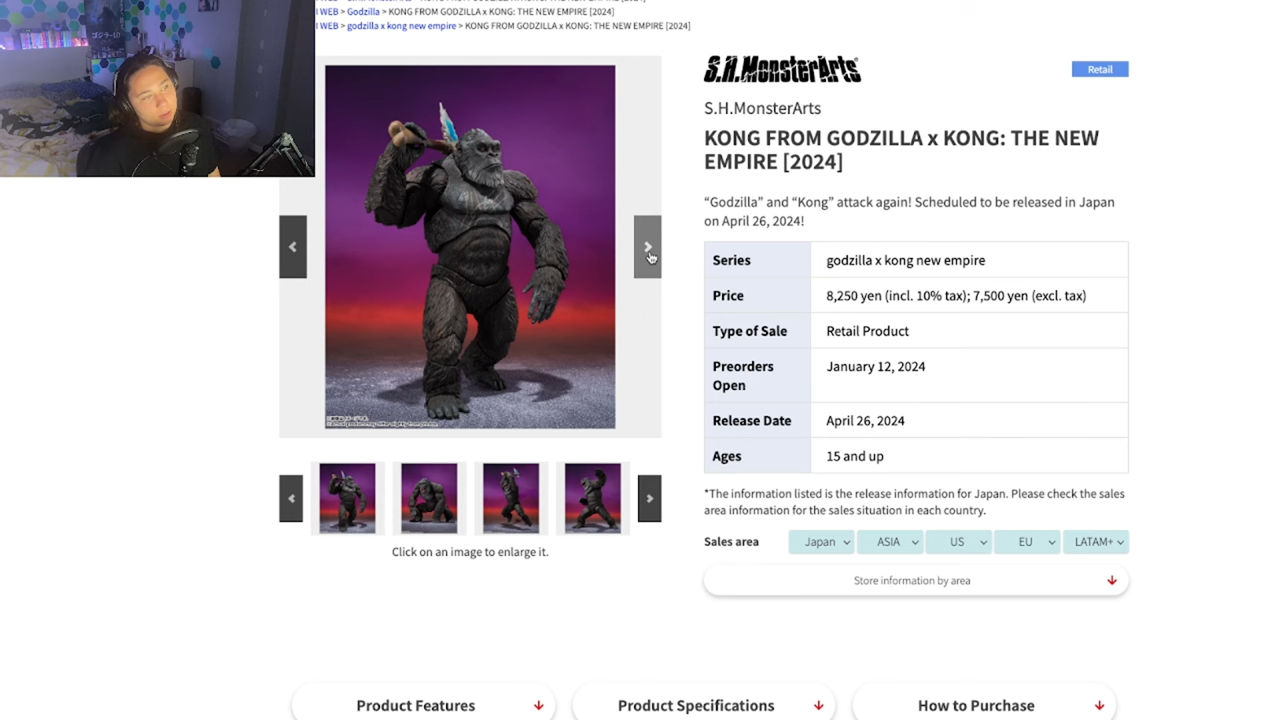 I WEB > Godzilla > KONG FROM GODZILLA x KONG: THE NEW EMPIRE [2024]
I WEB > godzilla x kong new empire > KONG FROM GODZILLA x KONG: THE NEW EMPIRE [2024]
S.H.MonsterArts
Retail
S.H.MonsterArts
KONG FROM GODZILLA x KONG: THE NEW
EMPIRE [2024]
“Godzilla” and “Kong” attack again! Scheduled to be released in Japan
on April 26, 2024!
Series godzilla x kong new empire
Price 8,250 yen (incl. 10% tax); 7,500 yen (excl. tax)
Type of Sale Retail Product
Preorders
Open January 12, 2024
Release Date April 26, 2024
Ages 15 and up
*The information listed is the release information for Japan. Please check the sales
area information for the sales situation in each country.
Sales area Japan ASIA US EU LATAM+
Store information by area
Click on an image to enlarge it.
Product Features Product Specifications How to Purchase